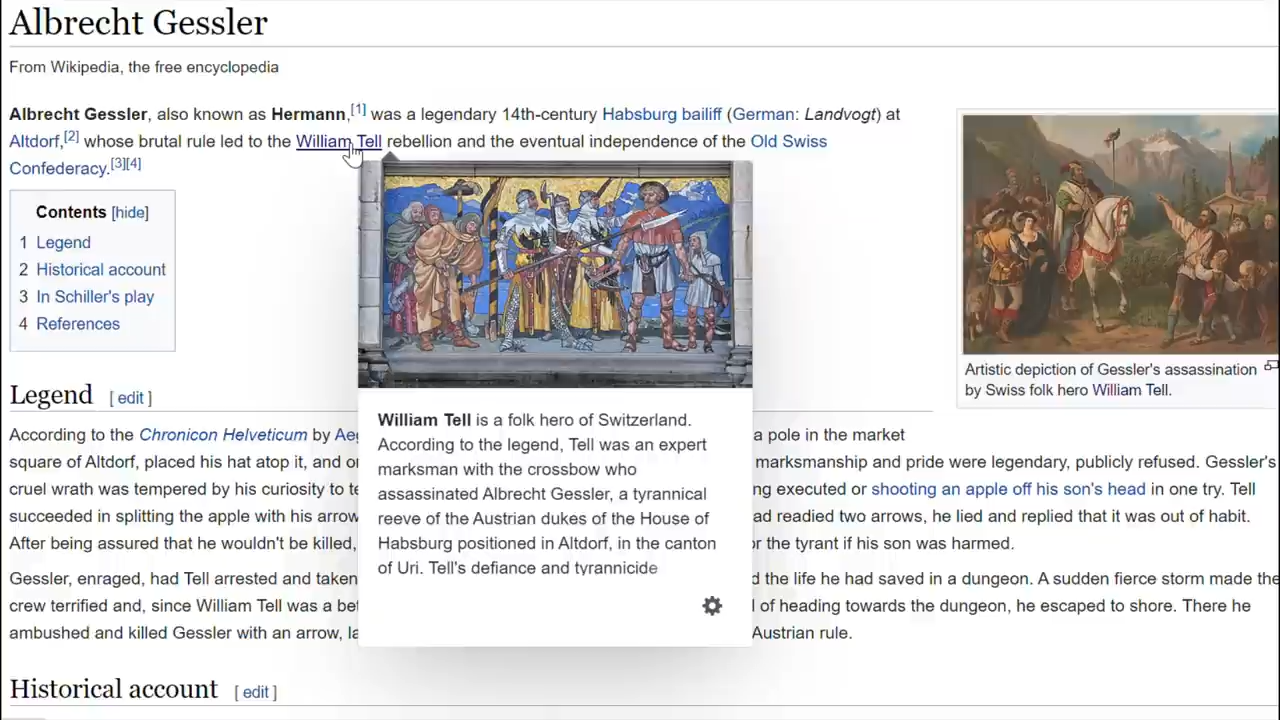 Albrecht Gessler
From Wikipedia, the free encyclopedia
Albrecht Gessler, also known as Hermann,[1] was a legendary 14th-century Habsburg bailiff (German: Landvogt) at
Altdorf,[2] whose brutal rule led to the William Tell rebellion and the eventual independence of the Old Swiss
Confederacy.[3][4]
Contents [hide]
1 Legend
2 Historical account
3 In Schiller's play
4 References
Artistic depiction of Gessler's assassination
by Swiss folk hero William Tell.
William Tell is a folk hero of Switzerland.
According to the legend, Tell was an expert
marksman with the crossbow who
assassinated Albrecht Gessler, a tyrannical
reeve of the Austrian dukes of the House of
Habsburg positioned in Altdorf, in the canton
of Uri. Tell's defiance and tyrannicide
Legend [ edit ]
According to the Chronicon Helveticum by a pole in the market
square of Altdorf, placed his hat atop it, and marksmanship and pride were legendary, publicly refused. Gessler's
cruel wrath was tempered by his curiosity to executed or shooting an apple off his son's head in one try. Tell
succeeded in splitting the apple with his arrow readied two arrows, he lied and replied that it was out of habit.
After being assured that he wouldn't be killed, the tyrant if his son was harmed.
Gessler, enraged, had Tell arrested and taken the life he had saved in a dungeon. A sudden fierce storm made the
crew terrified and, since William Tell was a of heading towards the dungeon, he escaped to shore. There he
ambushed and killed Gessler with an arrow, Austrian rule.
Historical account [ edit ]